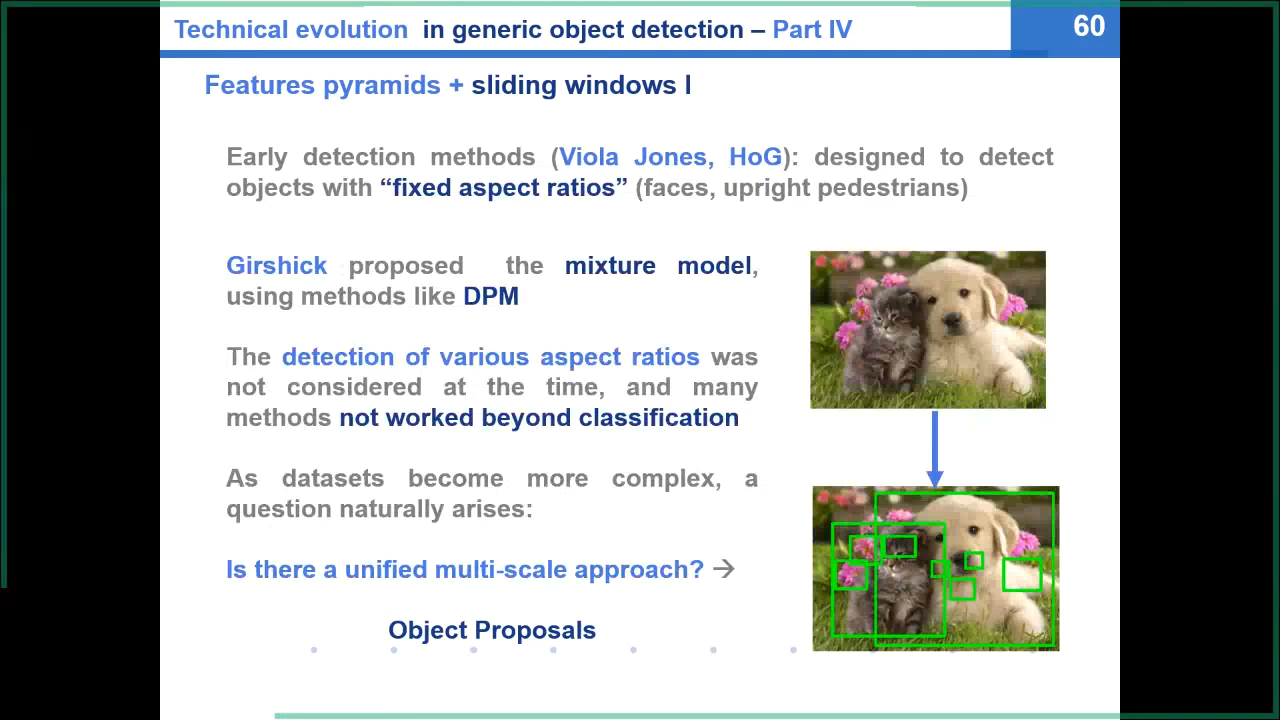 Technical evolution in generic object detection – Part IV
60
Features pyramids + sliding windows I
Early detection methods (Viola Jones, HoG): designed to detect
objects with “fixed aspect ratios” (faces, upright pedestrians)
Girshick proposed the mixture model,
using methods like DPM
The detection of various aspect ratios was
not considered at the time, and many
methods not worked beyond classification
As datasets become more complex, a
question naturally arises:
Is there a unified multi-scale approach? →
Object Proposals